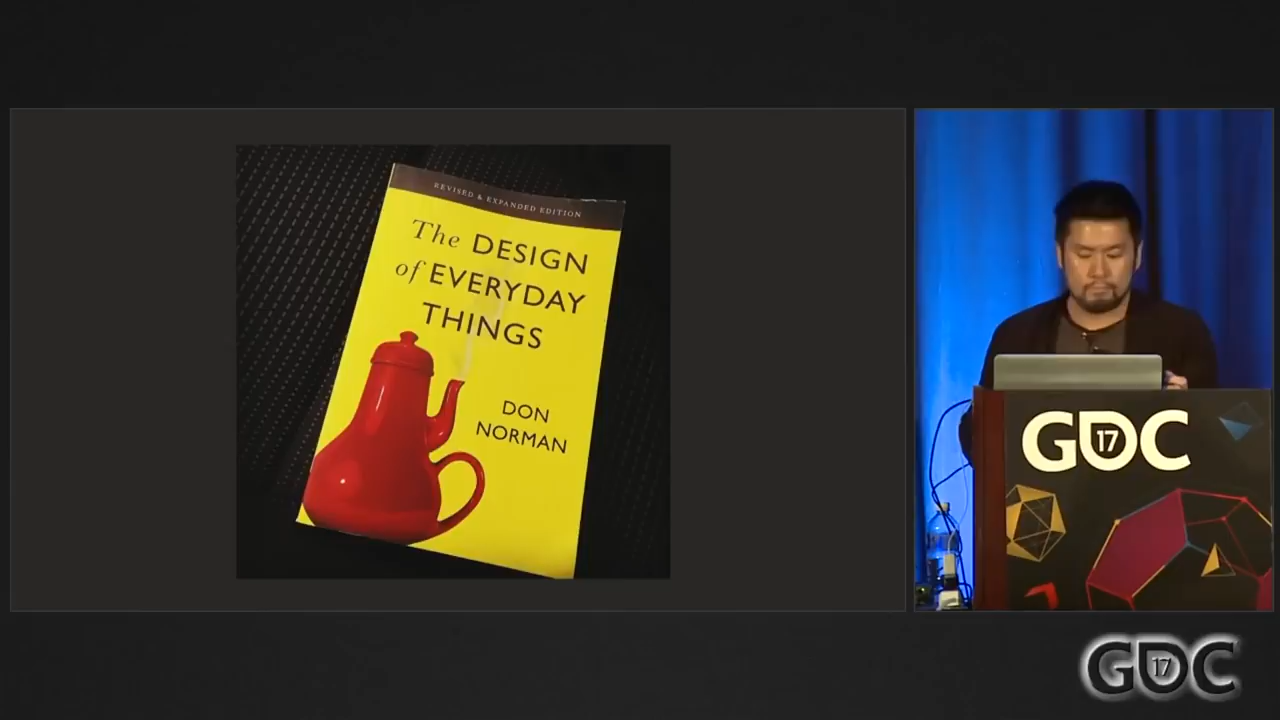 REVISED & EXPANDED EDITION
The DESIGN
of EVERYDAY
THINGS
DON
NORMAN
GDC
17
GDC
17